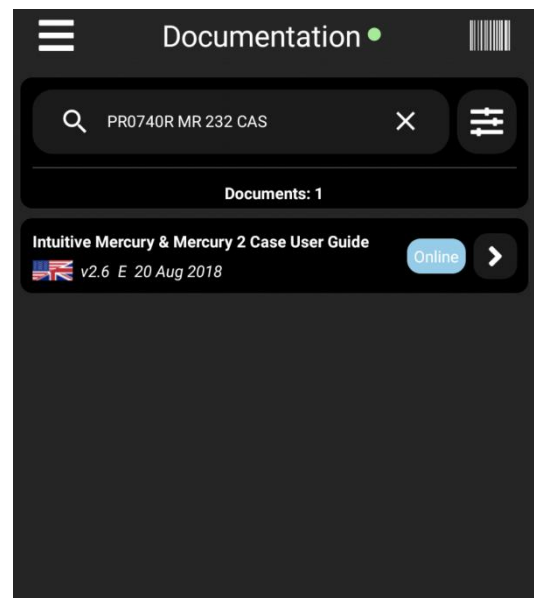 Documentation
PR0740R MR 232 CAS
Documents: 1
Intuitive Mercury & Mercury 2 Case User Guide
v2.6 E 20 Aug 2018
Online